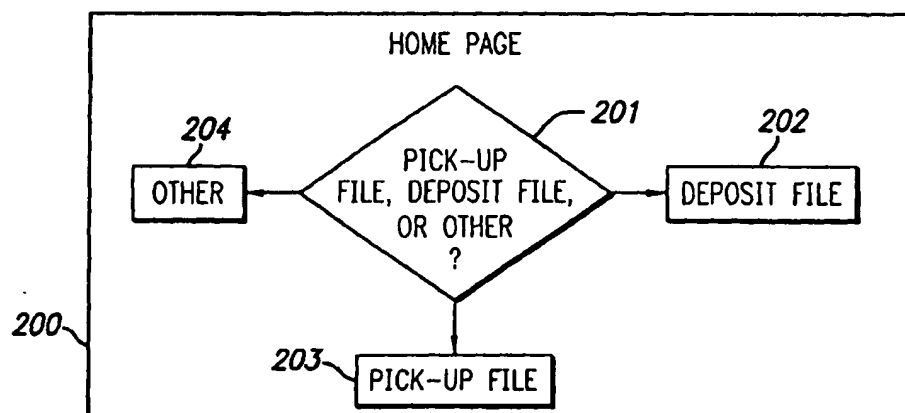 HOME PAGE
201
204
202
PICK-UP
FILE, DEPOSIT FILE,
OR OTHER
?
OTHER
DEPOSIT FILE
200
203
PICK-UP FILE